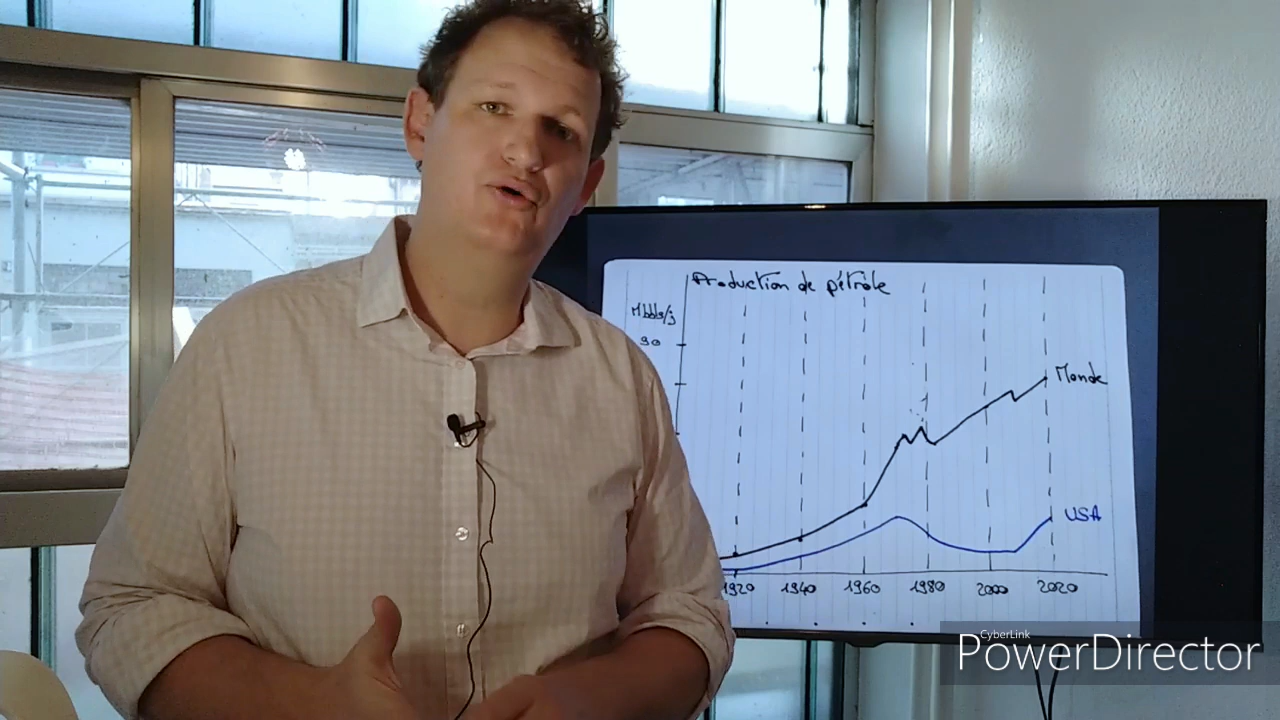 Production de pétrole
Mbbls/j
90
Monde
USA
1920 1940 1960 1980 2000 2020
CyberLink
PowerDirector